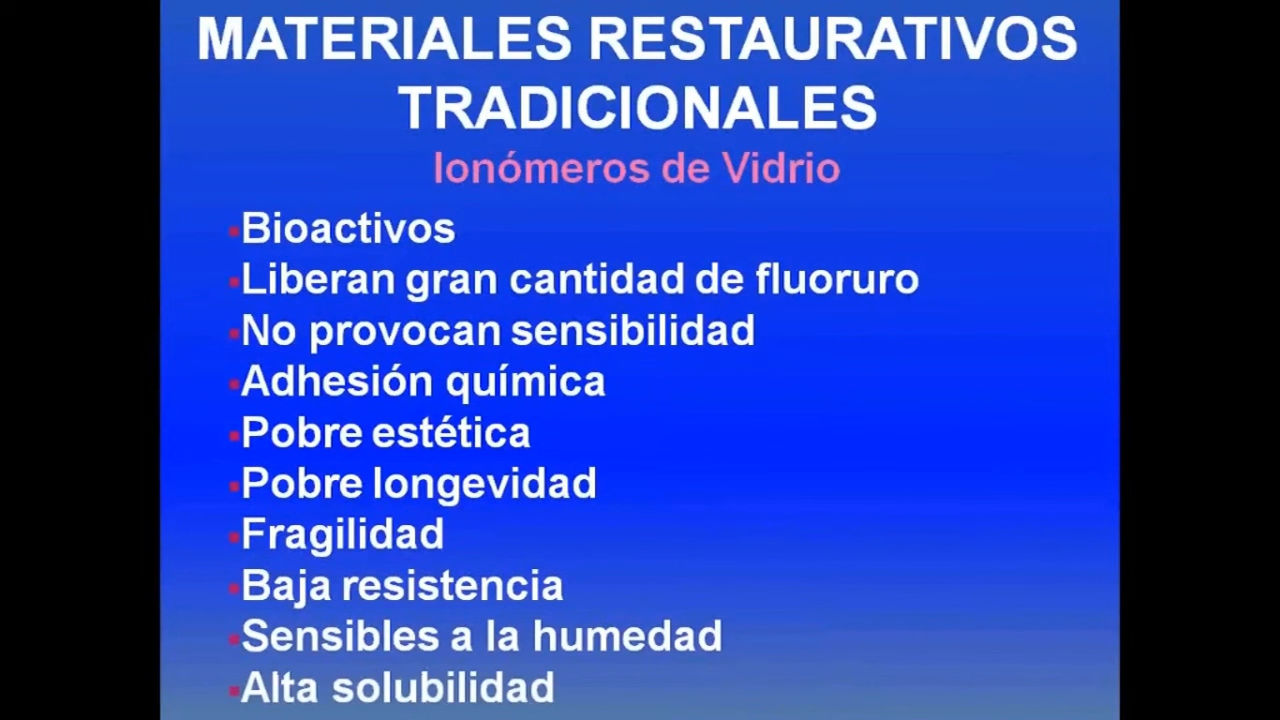 MATERIALES RESTAURATIVOS
TRADICIONALES
Ionómeros de Vidrio
▪Bioactivos
▪Liberan gran cantidad de fluoruro
▪No provocan sensibilidad
▪Adhesión química
▪Pobre estética
▪Pobre longevidad
▪Fragilidad
▪Baja resistencia
▪Sensibles a la humedad
▪Alta solubilidad